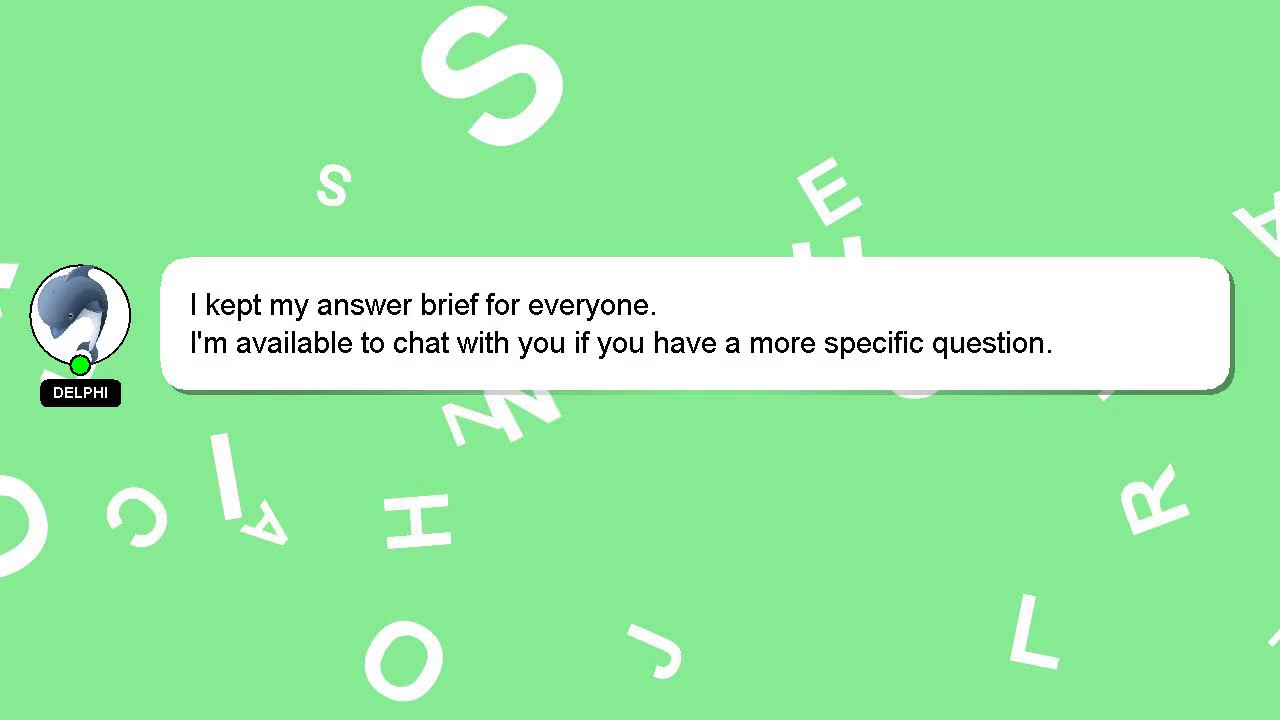 S
S
E
A
I kept my answer brief for everyone.
I'm available to chat with you if you have a more specific question.
DELPHI
N
I
C
A
H
R
O
J
L